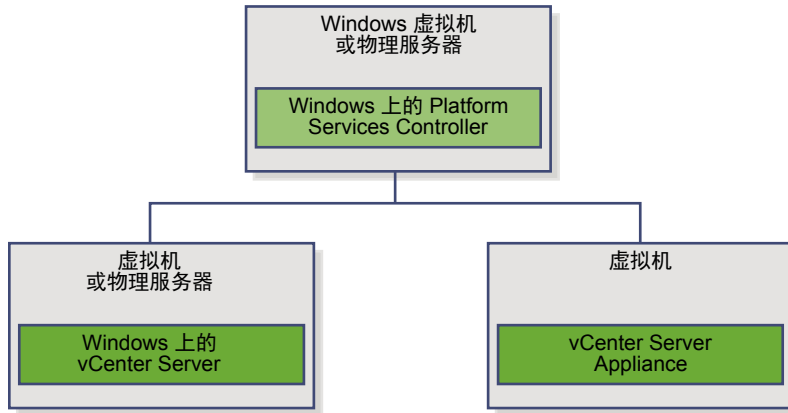 Windows 虚拟机
或物理服务器
Windows 上的 Platform
Services Controller
虚拟机
或物理服务器
Windows 上的
vCenter Server
虚拟机
vCenter Server
Appliance